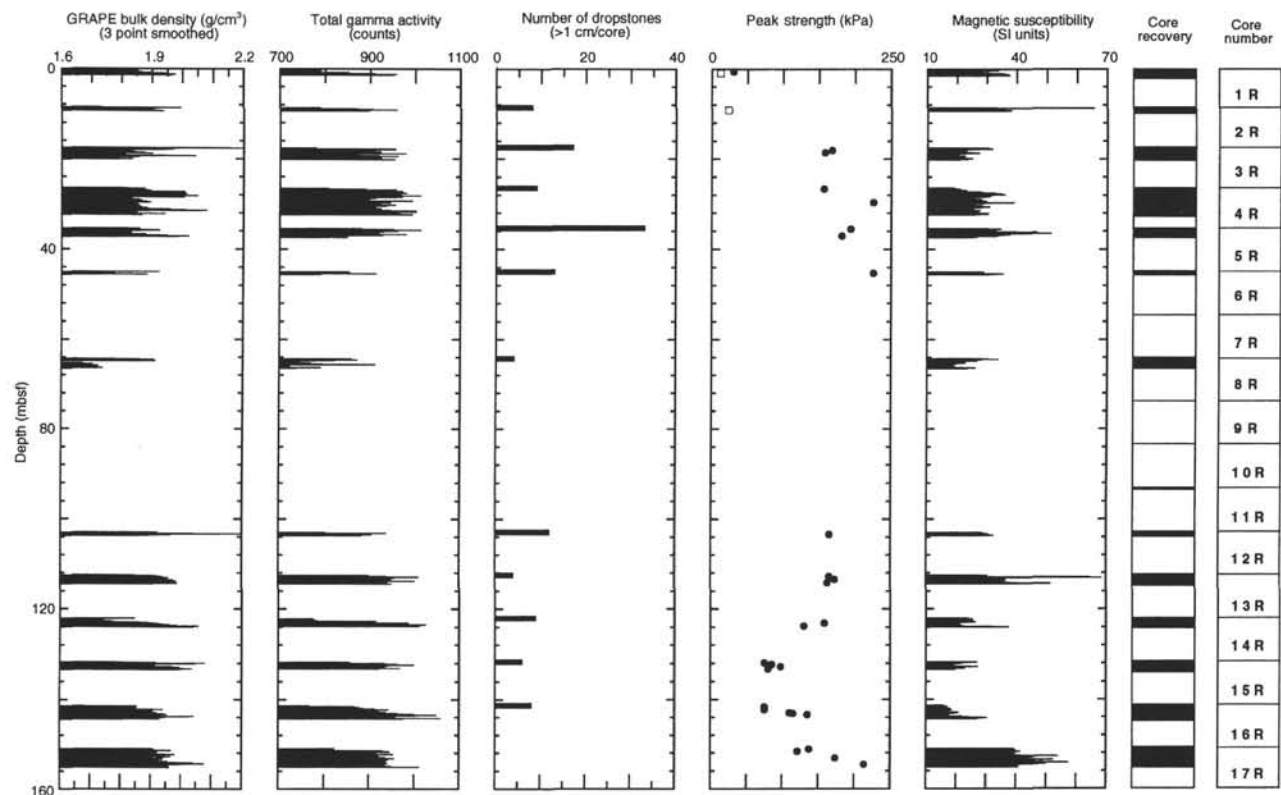 GRAPE bulk density (g/cm³)
(3 point smoothed)
1.6 1.9 2.2
Total gamma activity
(counts)
700 900 1100
Number of dropstones
(>1 cm/core)
0 20 40
Peak strength (kPa)
0 250
Magnetic susceptibility
(SI units)
10 40 70
Core
recovery
Core
number
Depth (mbsf)
0
40
80
120
160
1 R
2 R
3 R
4 R
5 R
6 R
7 R
8 R
9 R
10 R
11 R
12 R
13 R
14 R
15 R
16 R
17 R